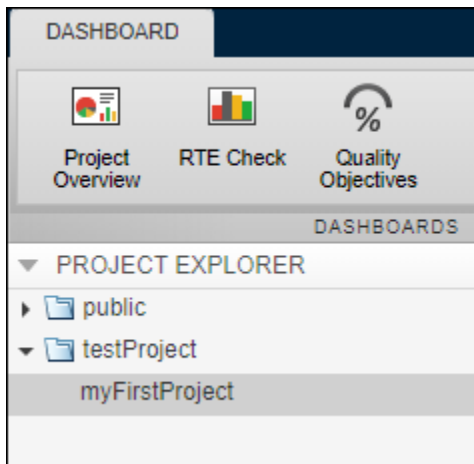 DASHBOARD
Project
Overview
RTE Check
%
Quality
Objectives
DASHBOARDS
PROJECT EXPLORER
public
testProject
myFirstProject